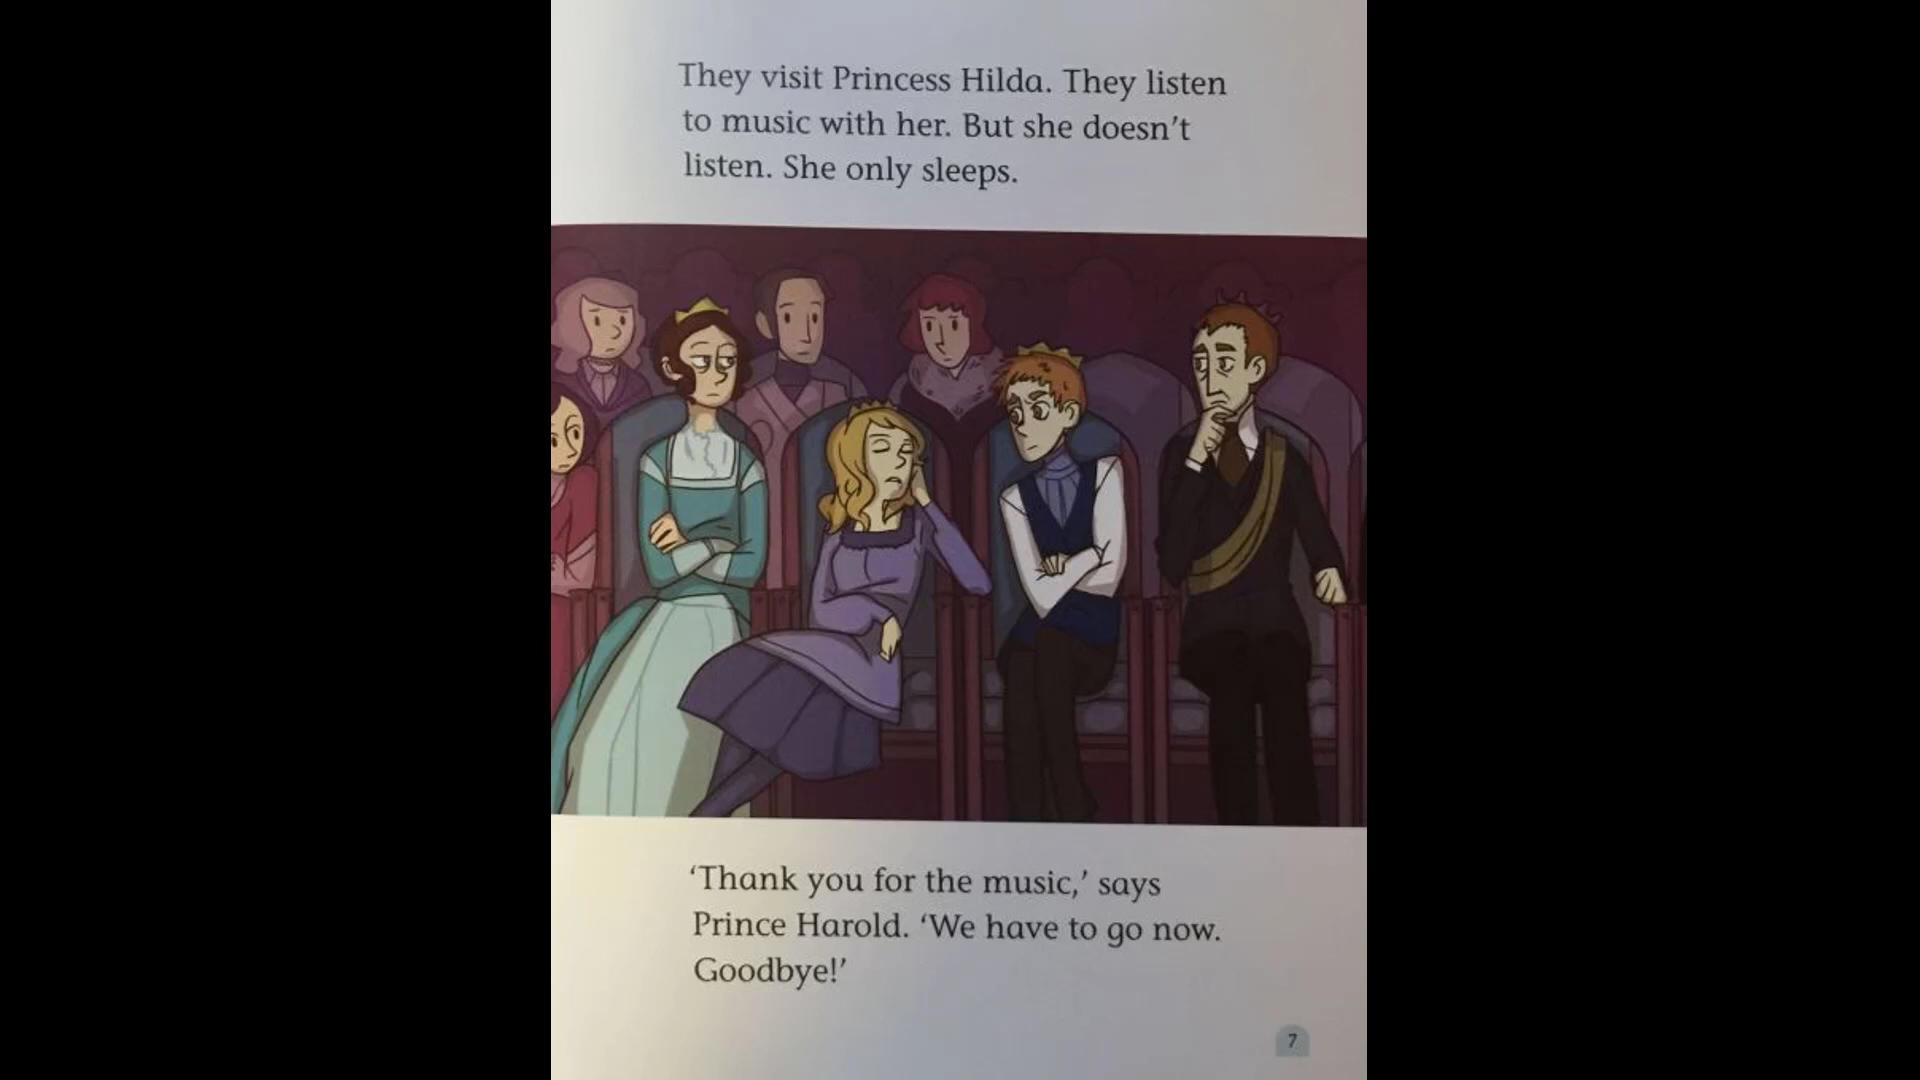 They visit Princess Hilda. They listen
to music with her. But she doesn’t
listen. She only sleeps.
‘Thank you for the music,’ says
Prince Harold. ‘We have to go now.
Goodbye!’
7